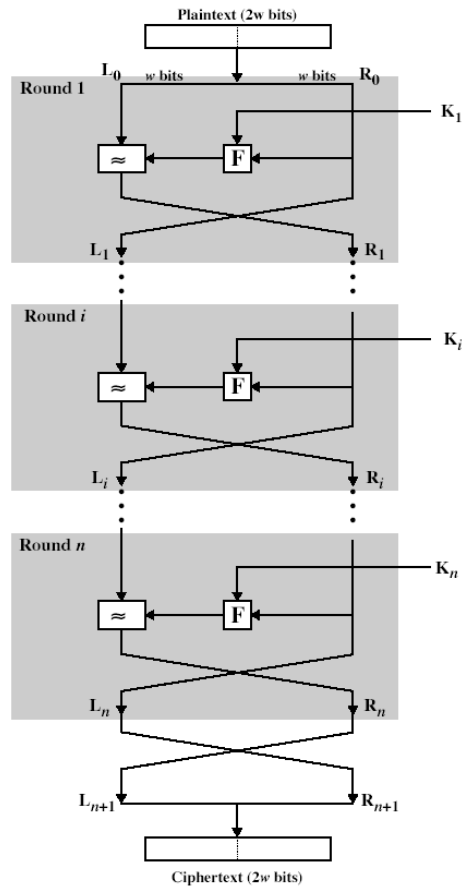 Plaintext (2w bits)
L0 w bits w bits R0
Round 1
K1
≈ F
L1 R1
Round i
Ki
≈ F
Li Ri
Round n
Kn
≈ F
Ln Rn
Ln+1 Rn+1
Ciphertext (2w bits)